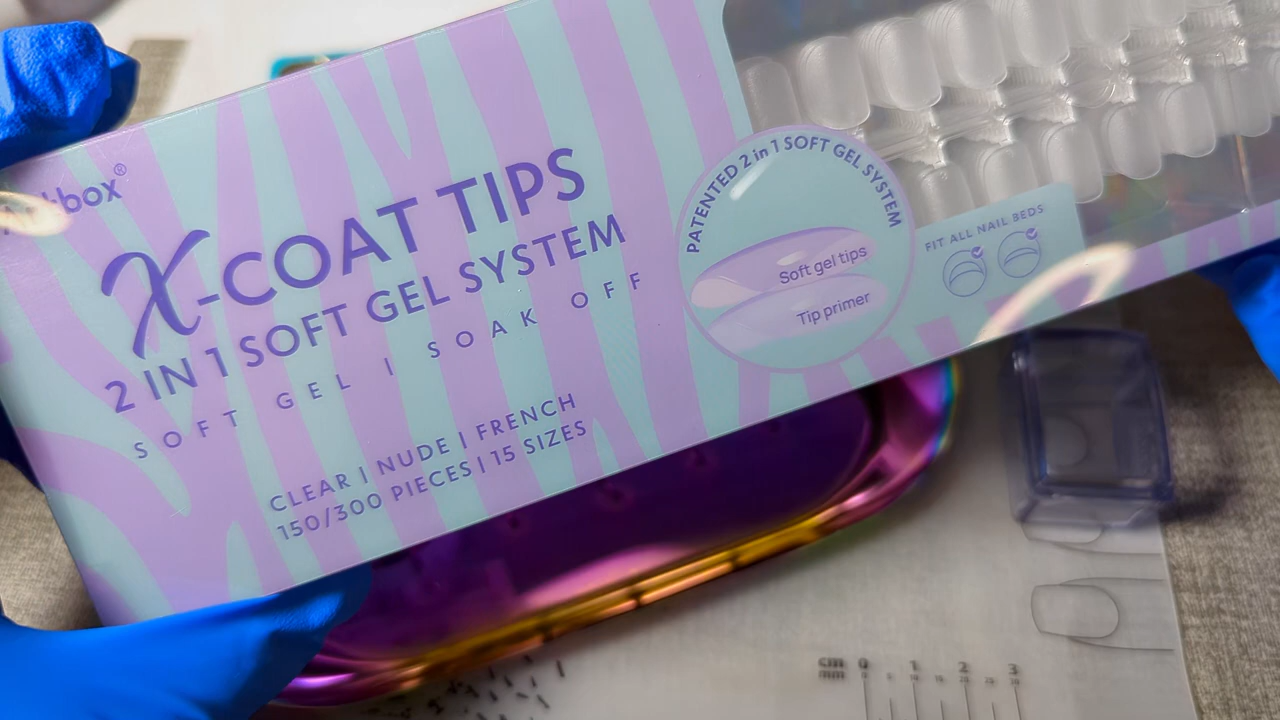 X-COAT TIPS
2 IN 1 SOFT GEL SYSTEM
SOFT GEL | SOAK OFF
CLEAR | NUDE | FRENCH
150/300 PIECES | 15 SIZES
PATENTED 2 in 1 SOFT GEL SYSTEM
Soft gel tips
Tip primer
FIT ALL NAIL BEDS
cm 0 1 2 3
mm